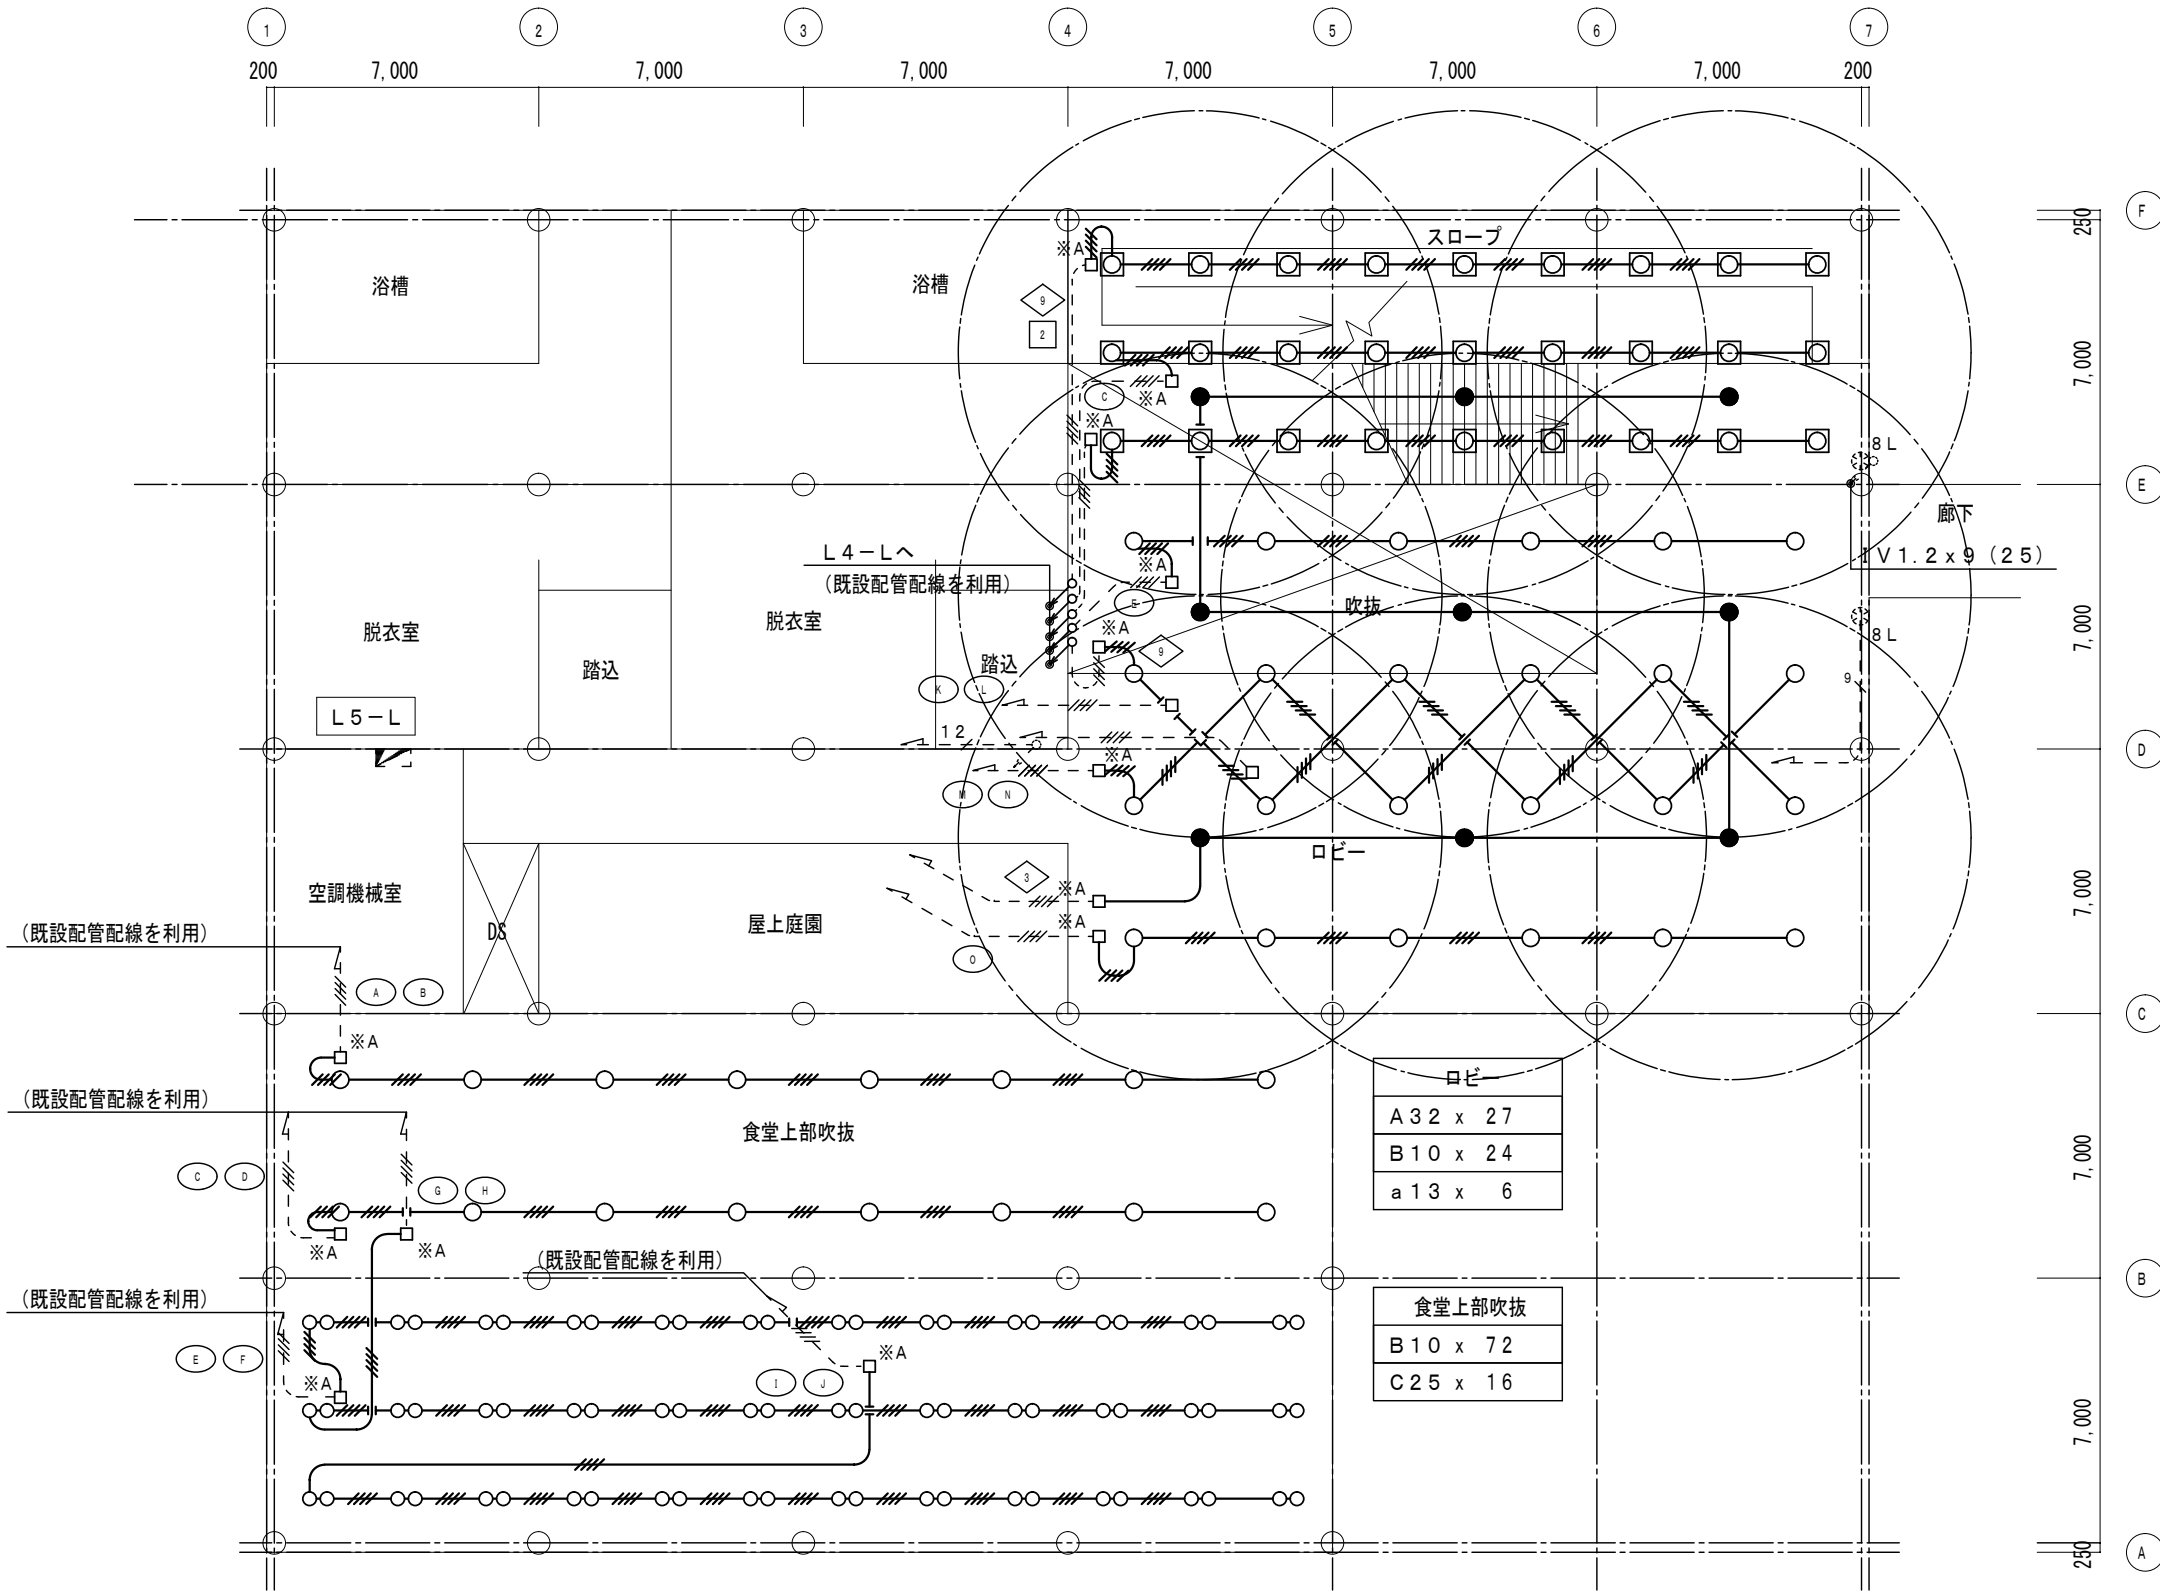 1 2 3 4 5 6 7
200 7,000 7,000 7,000 7,000 7,000 7,000 200
F
250
スロープ
※A
浴槽
浴槽
9
2
7,000
C
※A
※A
8L
E
廊下
IV1.2x9(25)
L4-Lへ
(既設配管配線を利用)
※A
E
吹抜
7,000
脱衣室
脱衣室
※A
9
8L
踏込
踏込
K L
9
L5-L
12
D
※A
M N
ロビー
3
※A
空調機械室
DS
屋上庭園
7,000
(既設配管配線を利用)
※A
O
A B
C
※A
ロビー
A32 x 27
B10 x 24
a13 x 6
(既設配管配線を利用)
食堂上部吹抜
7,000
C D
G H
※A
※A
(既設配管配線を利用)
B
(既設配管配線を利用)
食堂上部吹抜
B10 x 72
C25 x 16
E F
※A
※A
I J
7,000
250
A